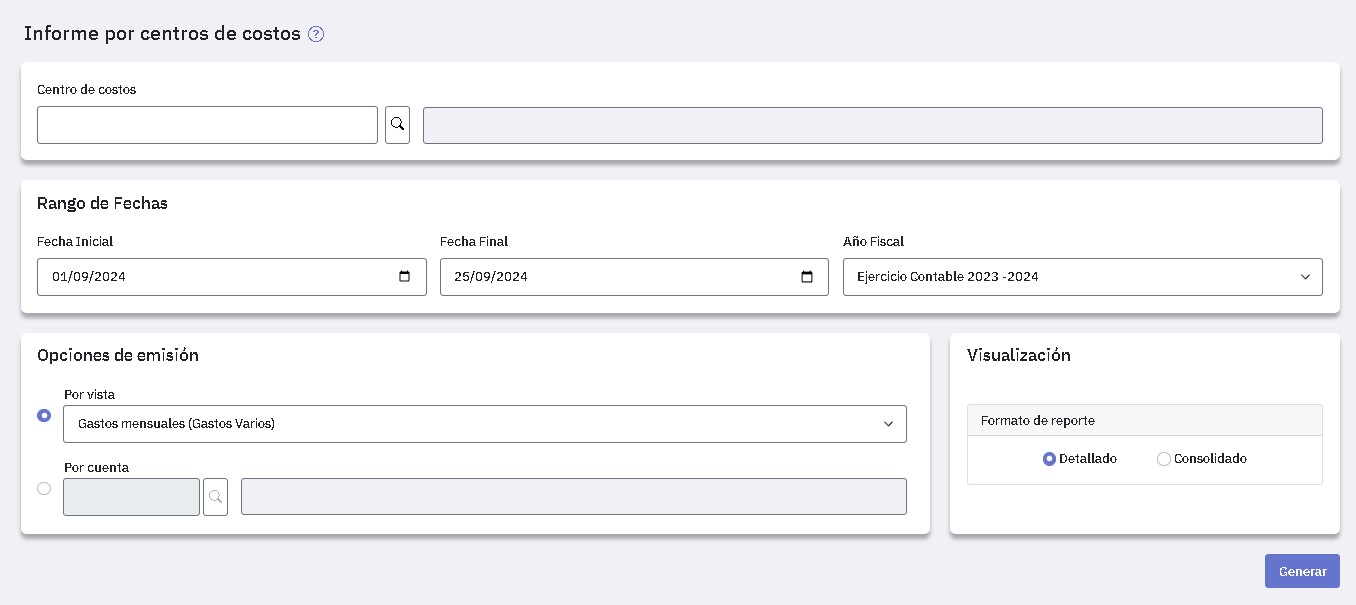 Informe por centros de costos ?
Centro de costos
Rango de Fechas
Fecha Inicial
Fecha Final
Año Fiscal
01/09/2024
25/09/2024
Ejercicio Contable 2023 -2024
Opciones de emisión
Visualización
Por vista
Gastos mensuales (Gastos Varios)
Formato de reporte
Detallado
Consolidado
Por cuenta
Generar